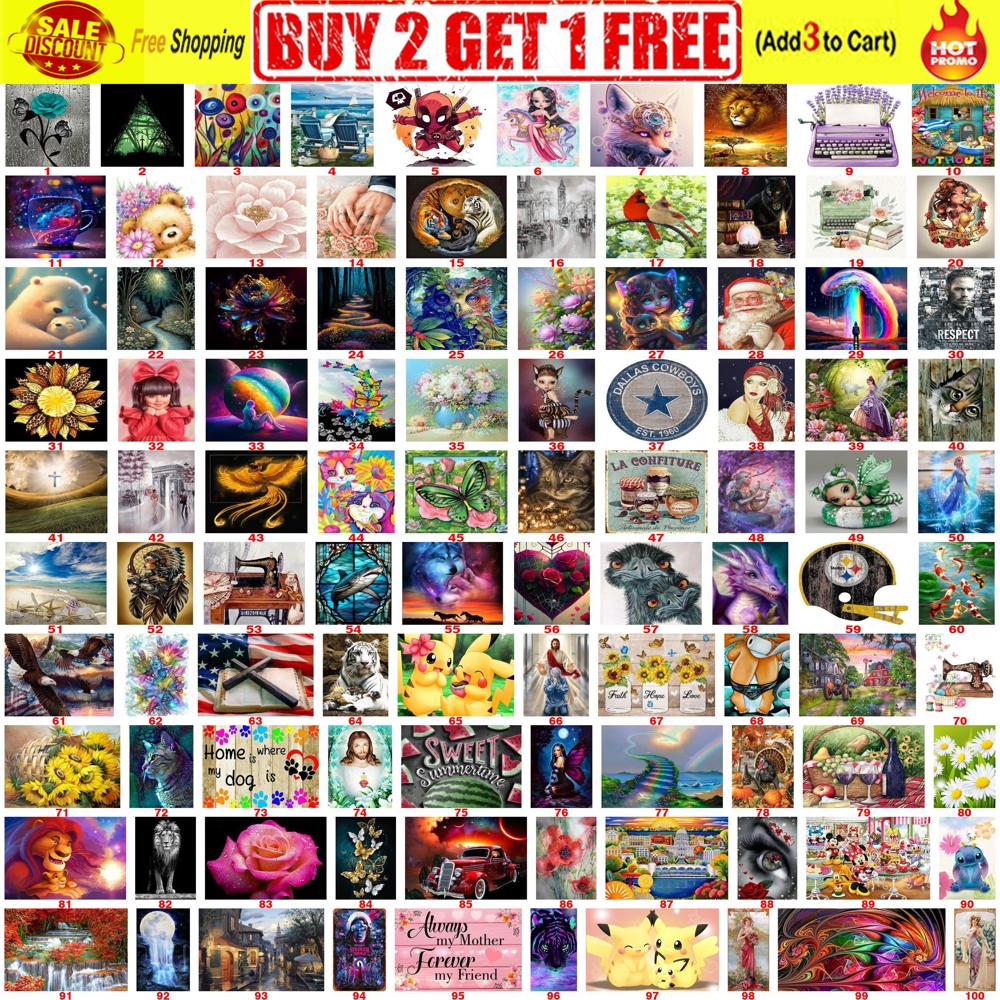 SALE
DISCOUNT
Free Shopping
BUY 2 GET 1 FREE
(Add 3 to Cart)
HOT
PROMO
Welcome to the
NUTHOUSE
1 2 3 4 5 6 7 8 9 10
11 12 13 14 15 16 17 18 19 20
RESPECT
21 22 23 24 25 26 27 28 29 30
DALLAS COWBOYS
EST. 1960
31 32 33 34 35 36 37 38 39 40
LA CONFITURE
Artisanale de Provence
41 42 43 44 45 46 47 48 49 50
Steelers
51 52 53 54 55 56 57 58 59 60
Faith Hope Love
61 62 63 64 65 66 67 68 69 70
Home is where
my dog is
SWEET
Summertime
71 72 73 74 75 76 77 78 79 80
81 82 83 84 85 86 87 88 89 90
Always
my Mother
Forever
my Friend
91 92 93 94 95 96 97 98 99 100